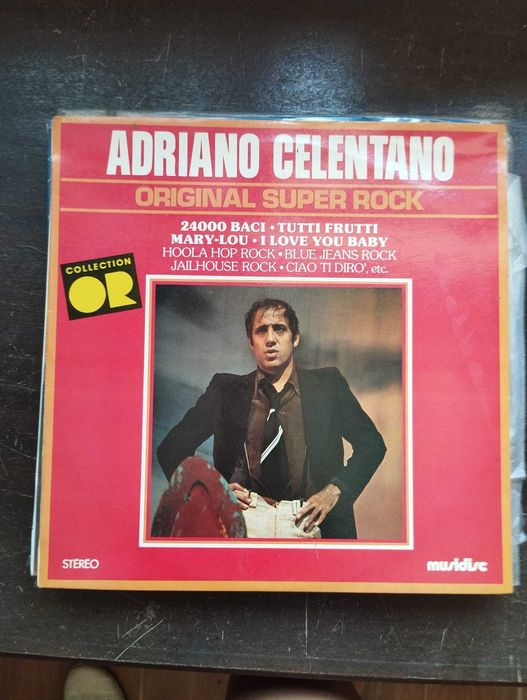 ADRIANO CELENTANO
ORIGINAL SUPER ROCK
24000 BACI • TUTTI FRUTTI
MARY-LOU • I LOVE YOU BABY
HOOLA HOP ROCK • BLUE JEANS ROCK
JAILHOUSE ROCK • CIAO TI DIRO', etc.
COLLECTION
OR
STÉRÉO
musidisc